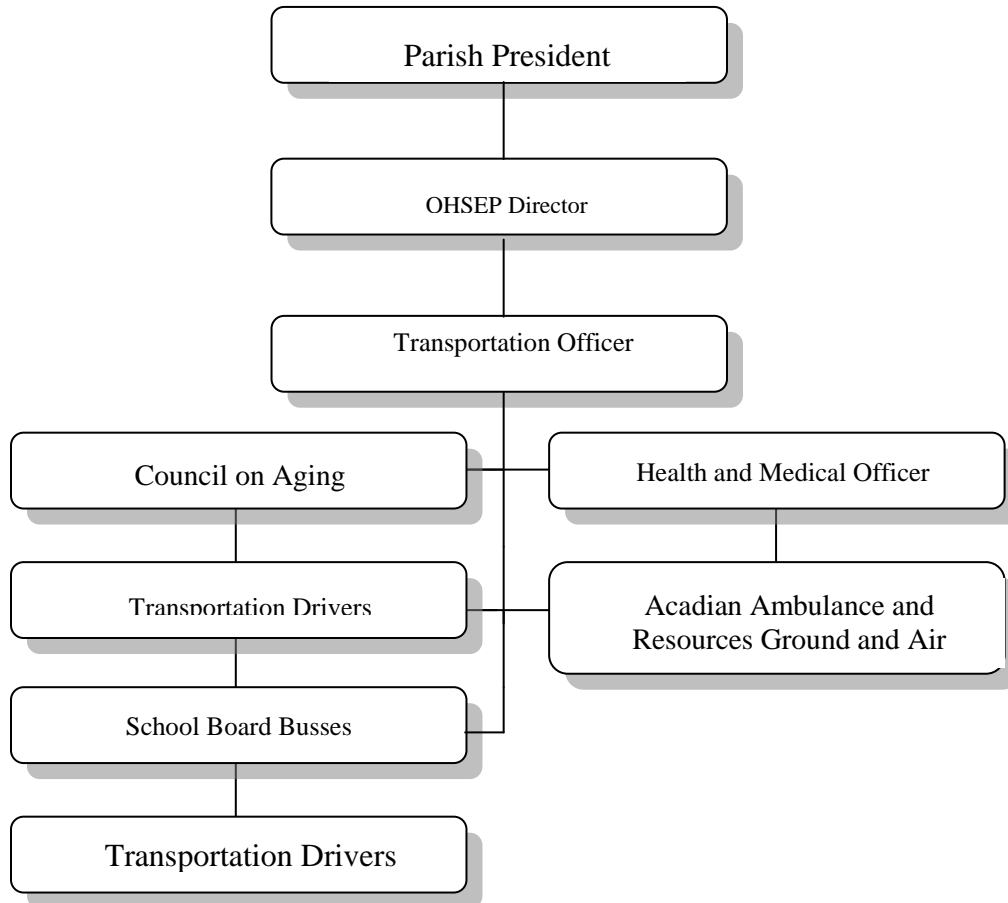 Parish President
OHSEP Director
Transportation Officer
Council on Aging
Health and Medical Officer
Transportation Drivers
Acadian Ambulance and
Resources Ground and Air
School Board Busses
Transportation Drivers